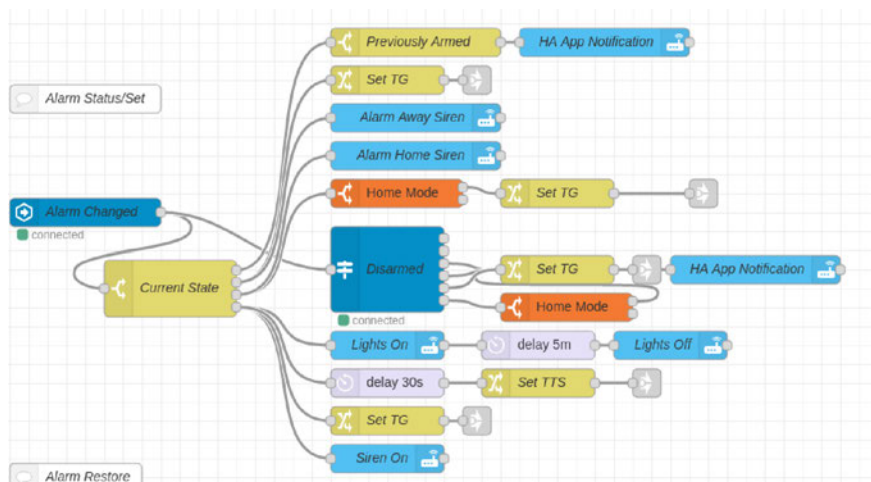 Previously Armed
HA App Notification
Set TG
Alarm Status/Set
Alarm Away Siren
Alarm Home Siren
Home Mode
Set TG
Alarm Changed
connected
Current State
Disarmed
Set TG
HA App Notification
Home Mode
connected
Lights On
delay 5m
Lights Off
delay 30s
Set TTS
Set TG
Siren On
Alarm Restore